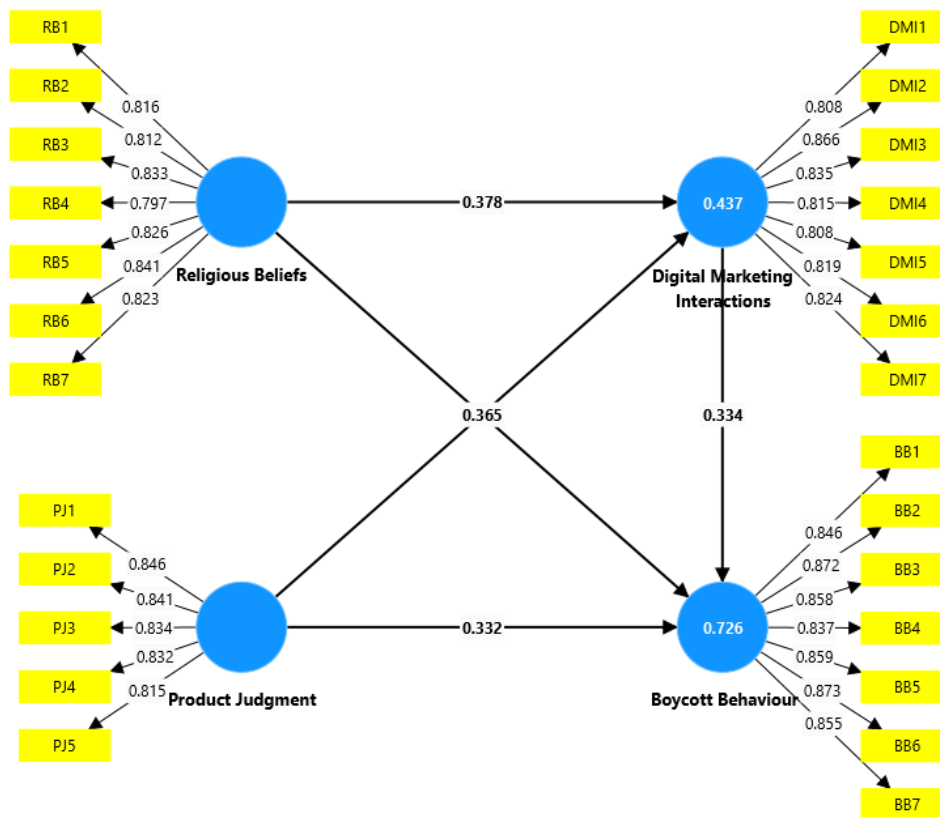 RB1
RB2
RB3
RB4
RB5
RB6
RB7
0.816
0.812
0.833
0.797
0.826
0.841
0.823
Religious Beliefs
0.378
DMI1
DMI2
DMI3
DMI4
DMI5
DMI6
DMI7
0.808
0.866
0.835
0.815
0.808
0.819
0.824
0.437
Digital Marketing
Interactions
0.365
0.334
PJ1
PJ2
PJ3
PJ4
PJ5
0.846
0.841
0.834
0.832
0.815
Product Judgment
0.332
BB1
BB2
BB3
BB4
BB5
BB6
BB7
0.846
0.872
0.858
0.837
0.859
0.873
0.855
0.726
Boycott Behaviour